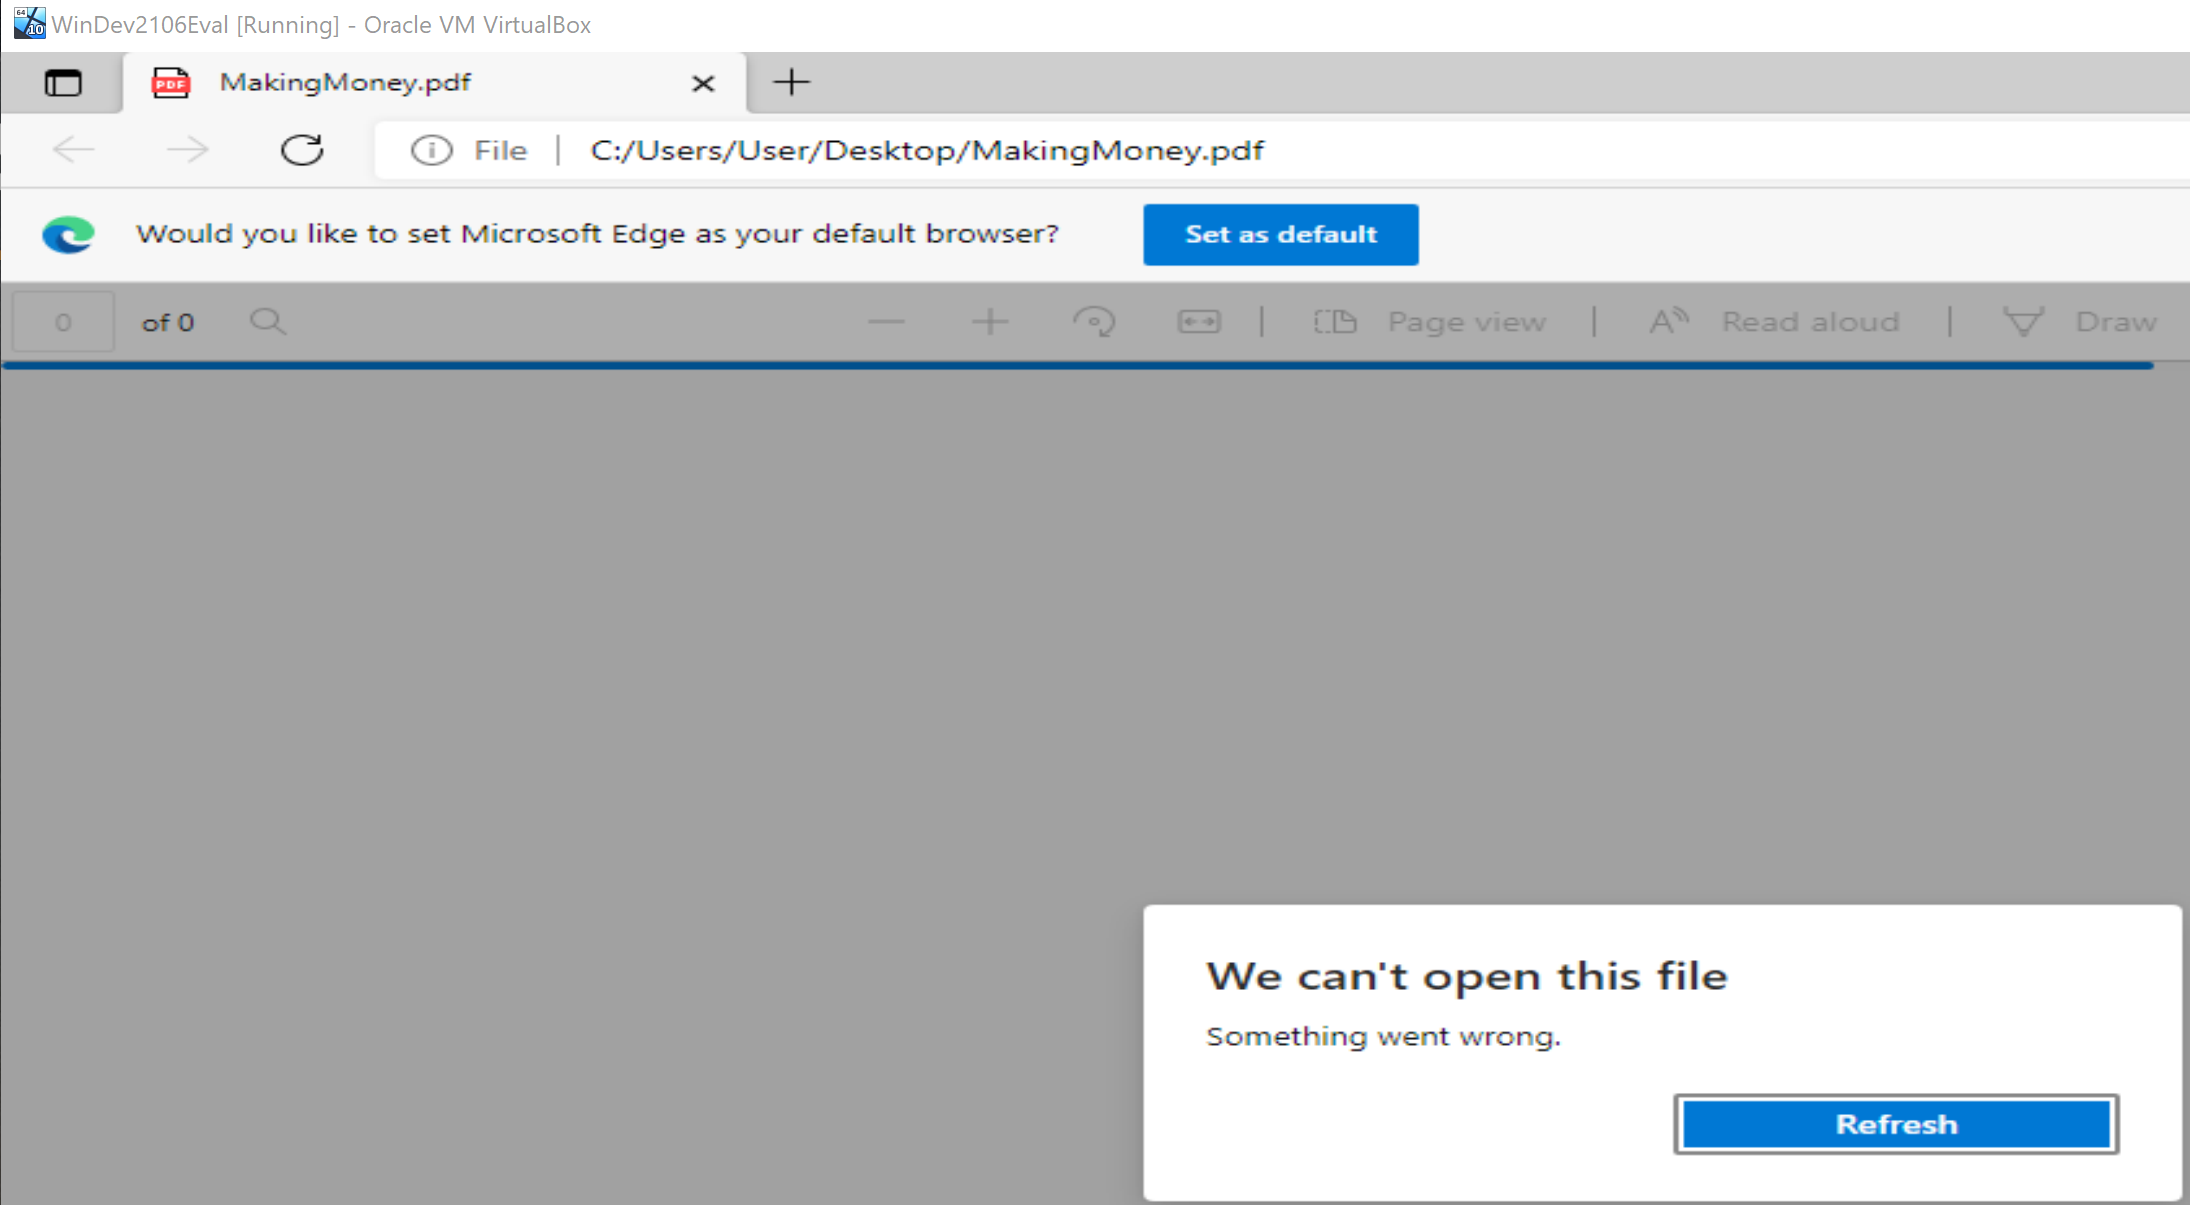 WinDev2106Eval [Running] - Oracle VM VirtualBox
MakingMoney.pdf
File | C:/Users/User/Desktop/MakingMoney.pdf
Would you like to set Microsoft Edge as your default browser?
Set as default
0 of 0
Page view | Read aloud | Draw
We can't open this file
Something went wrong.
Refresh